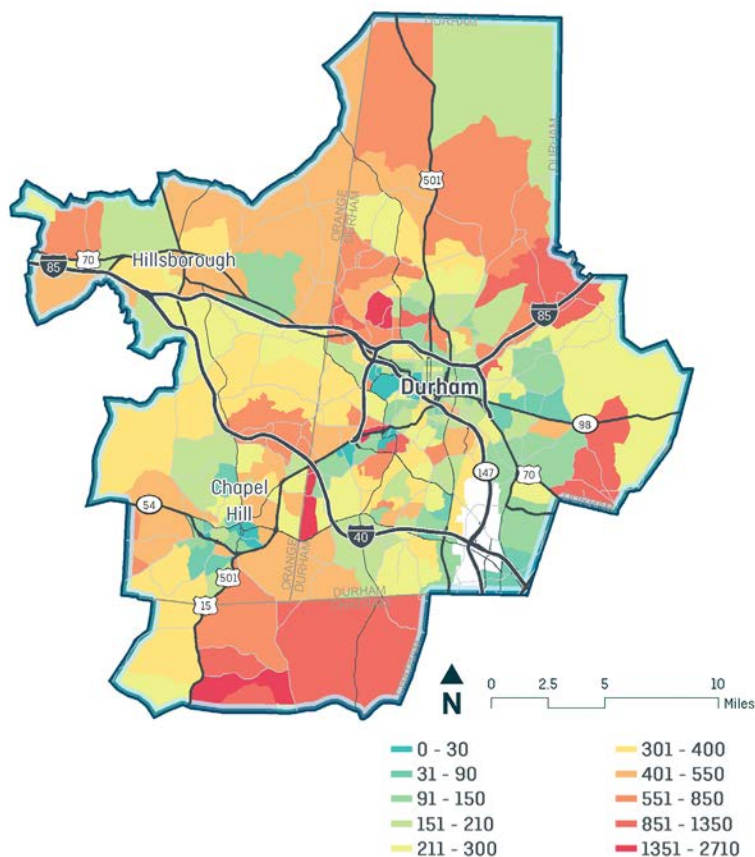 DURHAM
DURHAM
501
ORANGE
DURHAM
70
85
Hillsborough
85
Durham
98
147
70
54
Chapel
Hill
40
501
ORANGE
DURHAM
DURHAM
15
N
0 2.5 5 10
Miles
0 - 30
31 - 90
91 - 150
151 - 210
211 - 300
301 - 400
401 - 550
551 - 850
851 - 1350
1351 - 2710